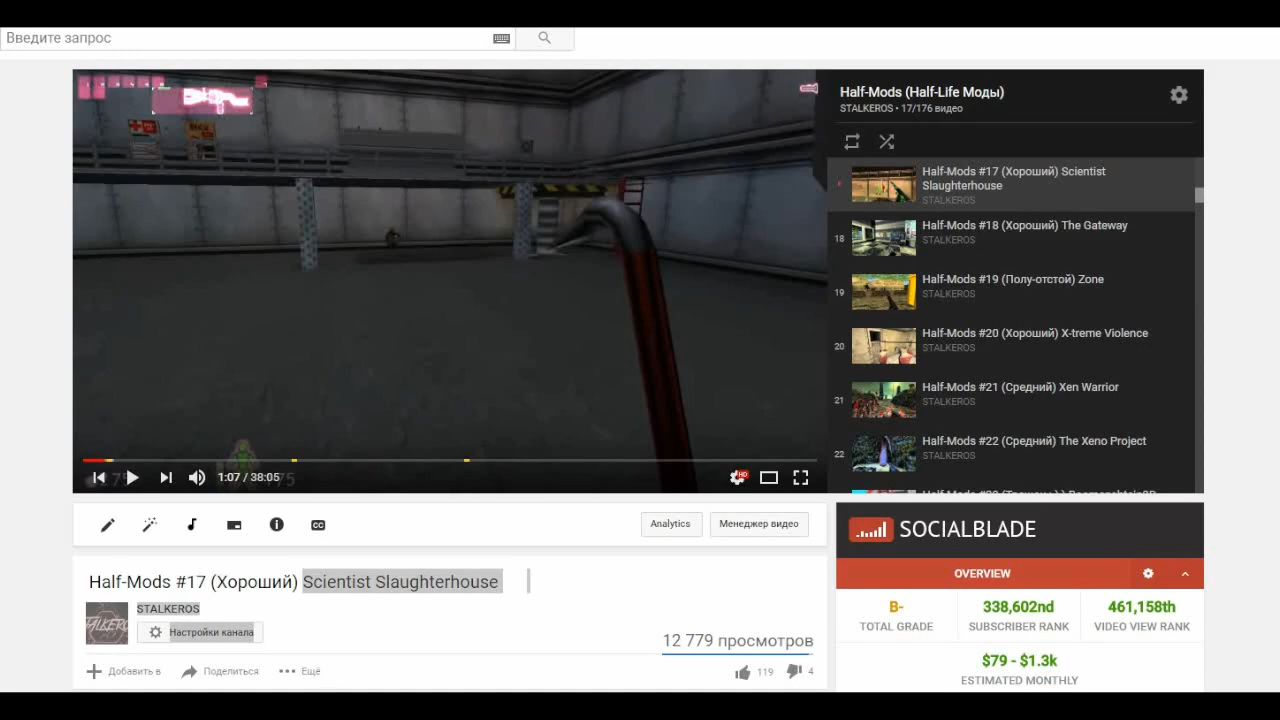 Введите запрос
Half-Mods (Half-Life Моды)
STALKEROS • 17/176 видео
Half-Mods #17 (Хороший) Scientist
Slaughterhouse
STALKEROS
18
Half-Mods #18 (Хороший) The Gateway
STALKEROS
19
Half-Mods #19 (Полу-отстой) Zone
STALKEROS
20
Half-Mods #20 (Хороший) X-treme Violence
STALKEROS
21
Half-Mods #21 (Средний) Xen Warrior
STALKEROS
22
Half-Mods #22 (Средний) The Xeno Project
STALKEROS
1:07 / 38:05
HD
CC
Analytics
Менеджер видео
Half-Mods #17 (Хороший) Scientist Slaughterhouse
STALKEROS
Настройки канала
12 779 просмотров
Добавить в
Поделиться
Ещё
119
4
SOCIALBLADE
OVERVIEW
B-
TOTAL GRADE
338,602nd
SUBSCRIBER RANK
461,158th
VIDEO VIEW RANK
$79 - $1.3k
ESTIMATED MONTHLY